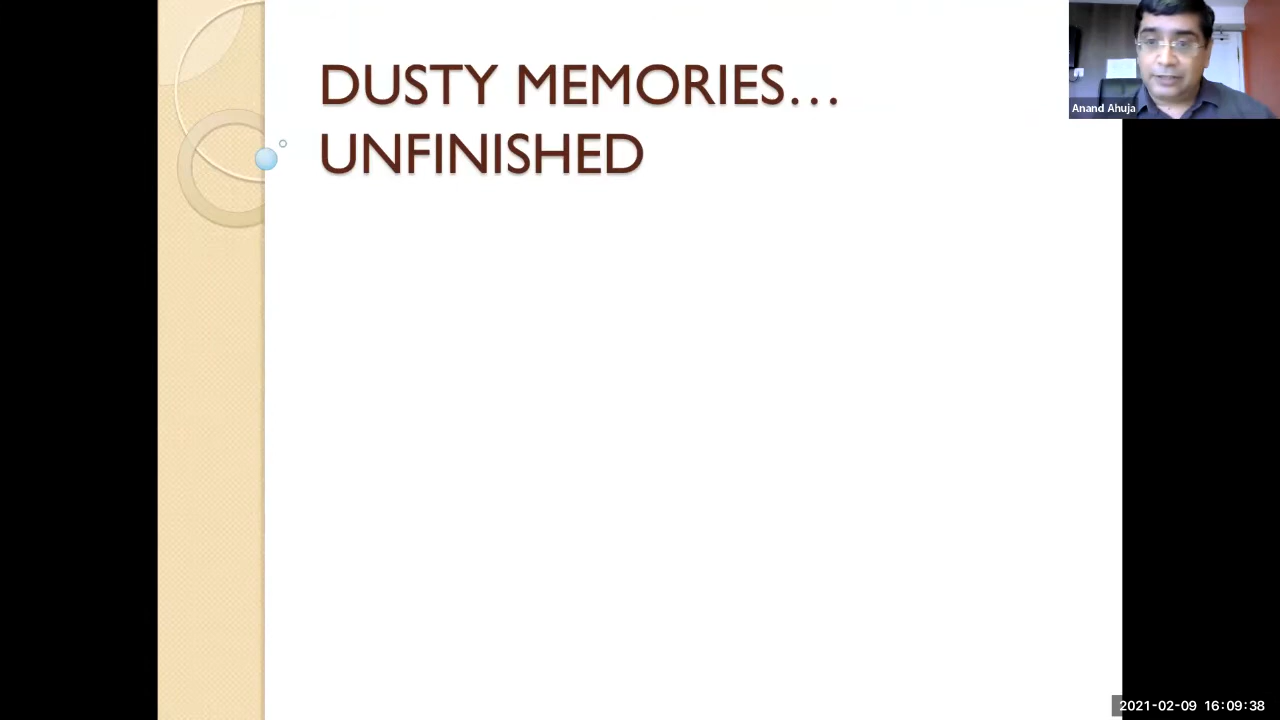 DUSTY MEMORIES…
UNFINISHED
Anand Ahuja
2021-02-09 16:09:38